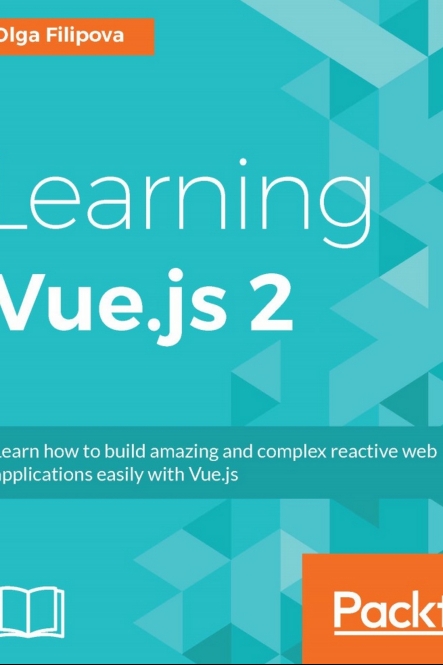 Olga Filipova
Learning
Vue.js 2
Learn how to build amazing and complex reactive web
applications easily with Vue.js
Packt